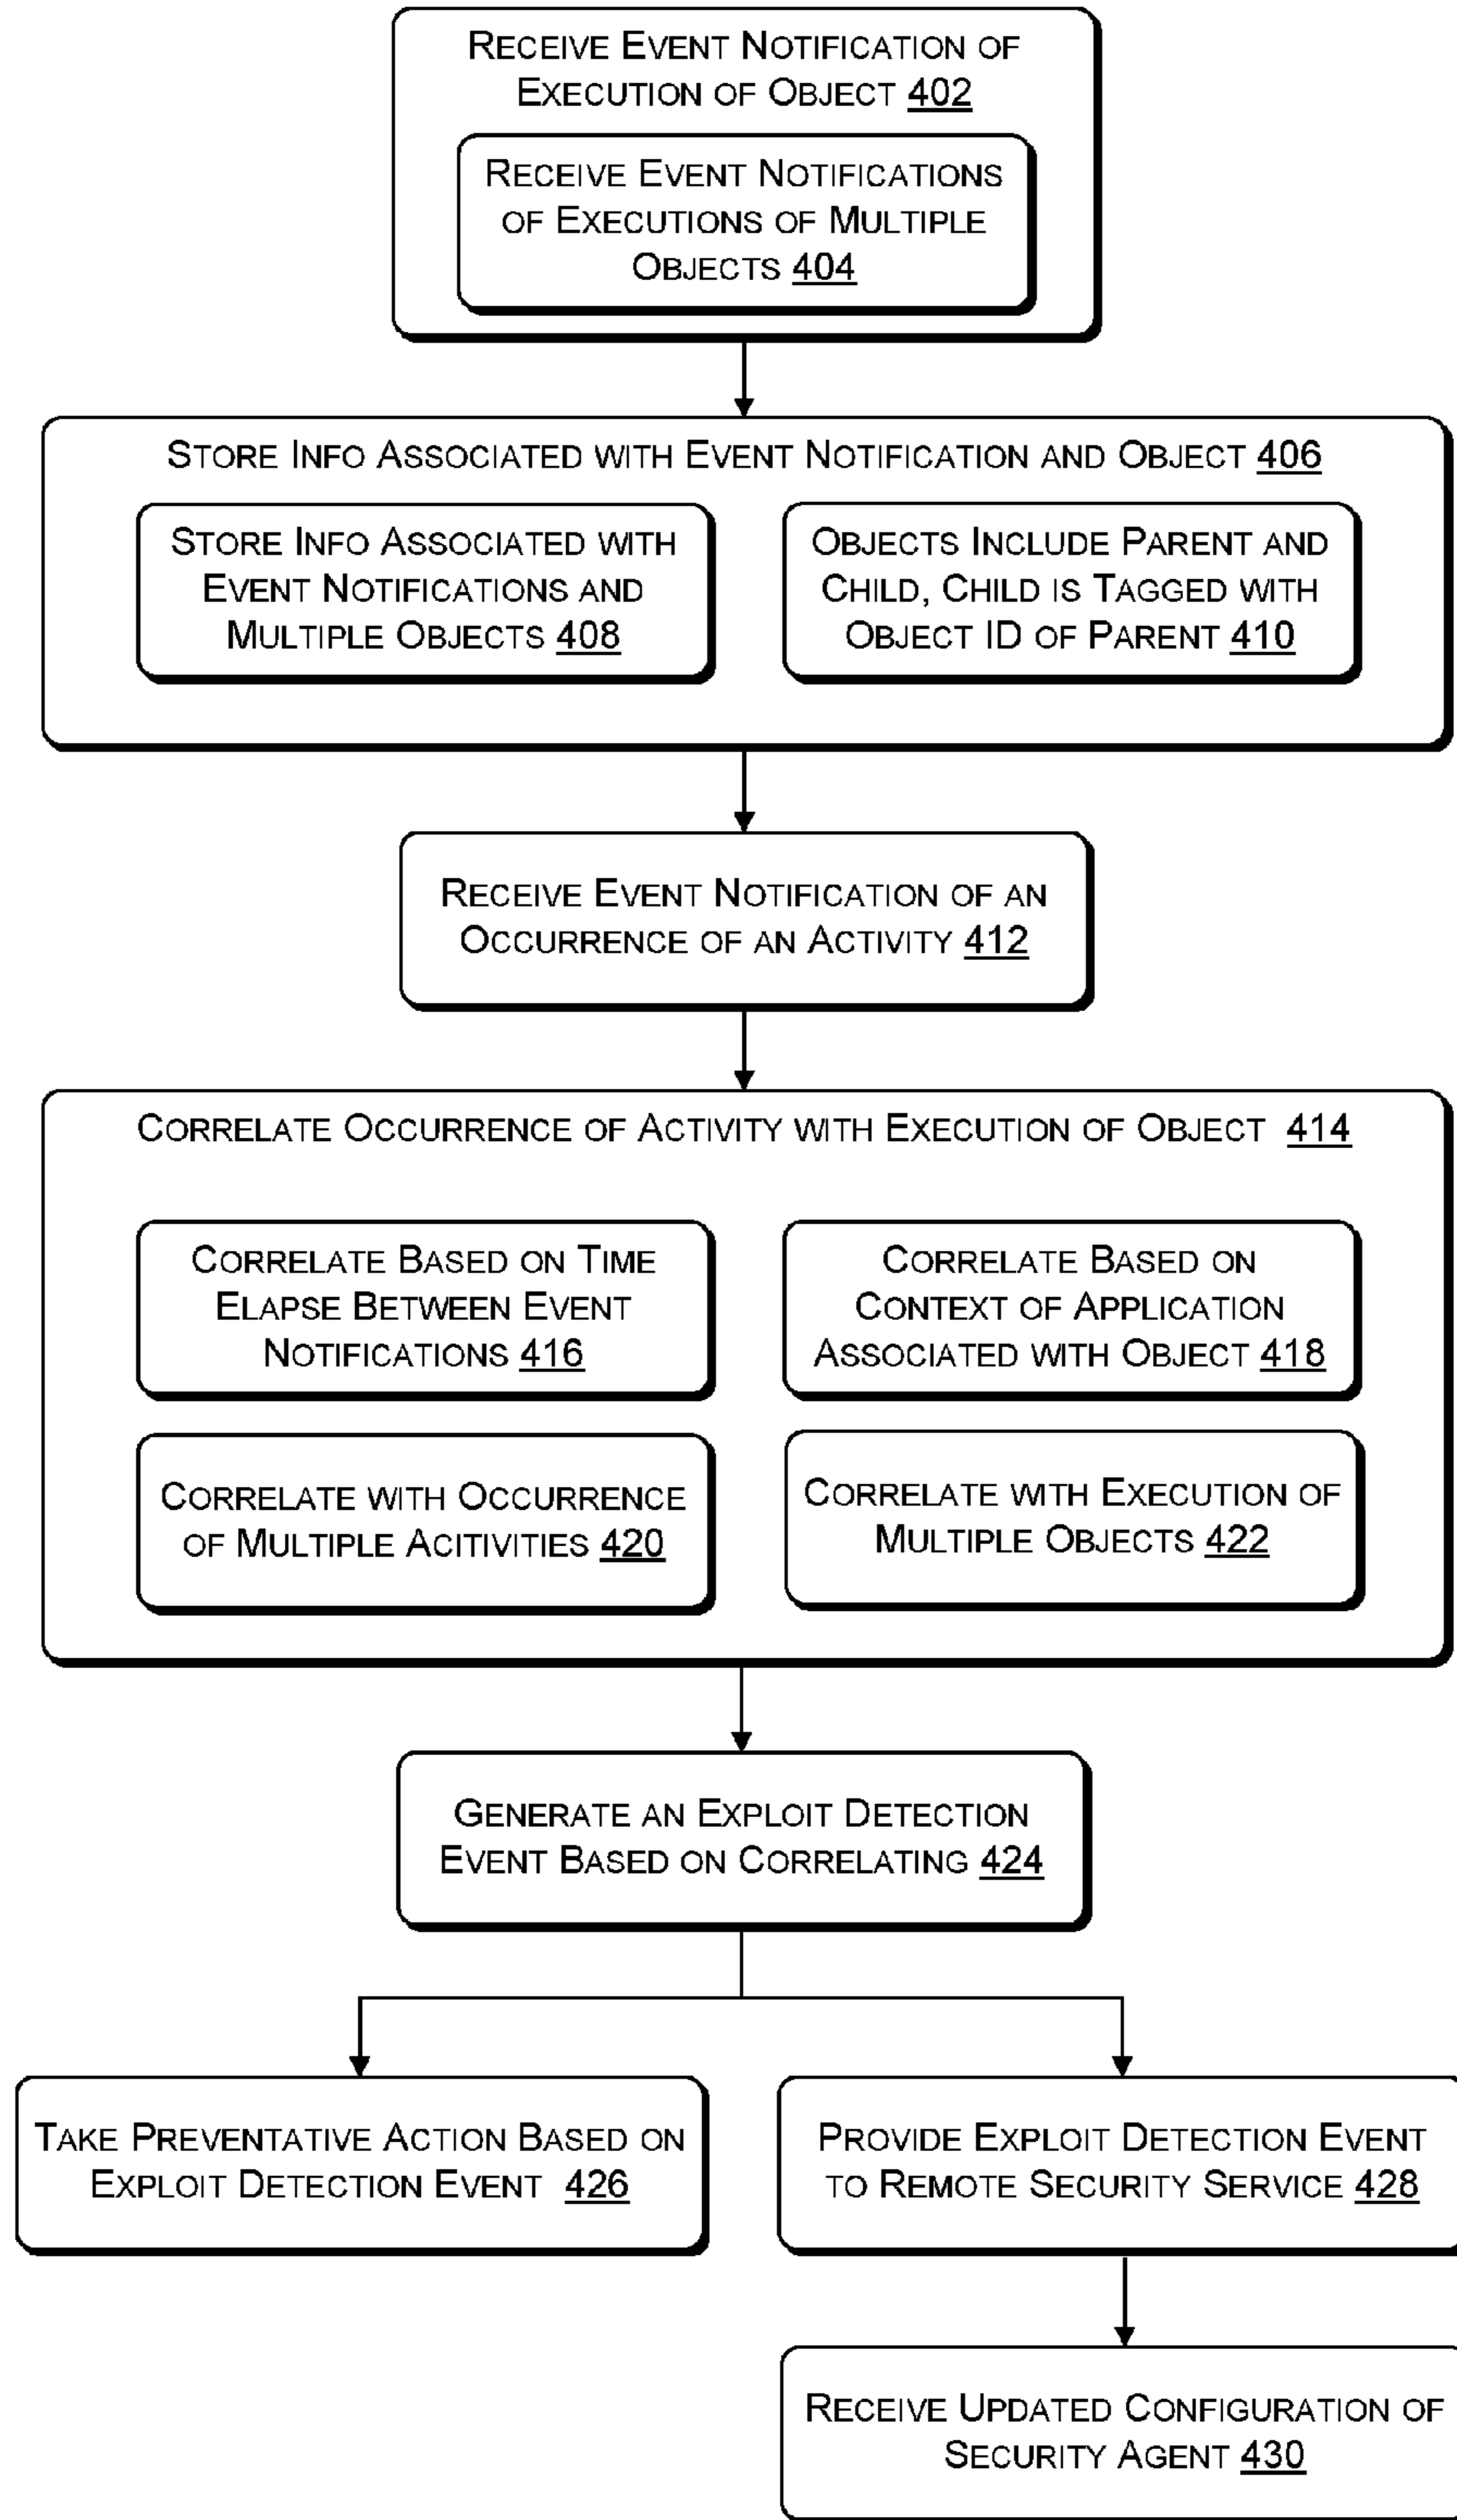 RECEIVE EVENT NOTIFICATION OF
EXECUTION OF OBJECT 402
RECEIVE EVENT NOTIFICATIONS
OF EXECUTIONS OF MULTIPLE
OBJECTS 404
STORE INFO ASSOCIATED WITH EVENT NOTIFICATION AND OBJECT 406
STORE INFO ASSOCIATED WITH
EVENT NOTIFICATIONS AND
MULTIPLE OBJECTS 408
OBJECTS INCLUDE PARENT AND
CHILD, CHILD IS TAGGED WITH
OBJECT ID OF PARENT 410
RECEIVE EVENT NOTIFICATION OF AN
OCCURRENCE OF AN ACTIVITY 412
CORRELATE OCCURRENCE OF ACTIVITY WITH EXECUTION OF OBJECT 414
CORRELATE BASED ON TIME
ELAPSE BETWEEN EVENT
NOTIFICATIONS 416
CORRELATE BASED ON
CONTEXT OF APPLICATION
ASSOCIATED WITH OBJECT 418
CORRELATE WITH OCCURRENCE
OF MULTIPLE ACITIVITIES 420
CORRELATE WITH EXECUTION OF
MULTIPLE OBJECTS 422
GENERATE AN EXPLOIT DETECTION
EVENT BASED ON CORRELATING 424
TAKE PREVENTATIVE ACTION BASED ON
EXPLOIT DETECTION EVENT 426
PROVIDE EXPLOIT DETECTION EVENT
TO REMOTE SECURITY SERVICE 428
RECEIVE UPDATED CONFIGURATION OF
SECURITY AGENT 430